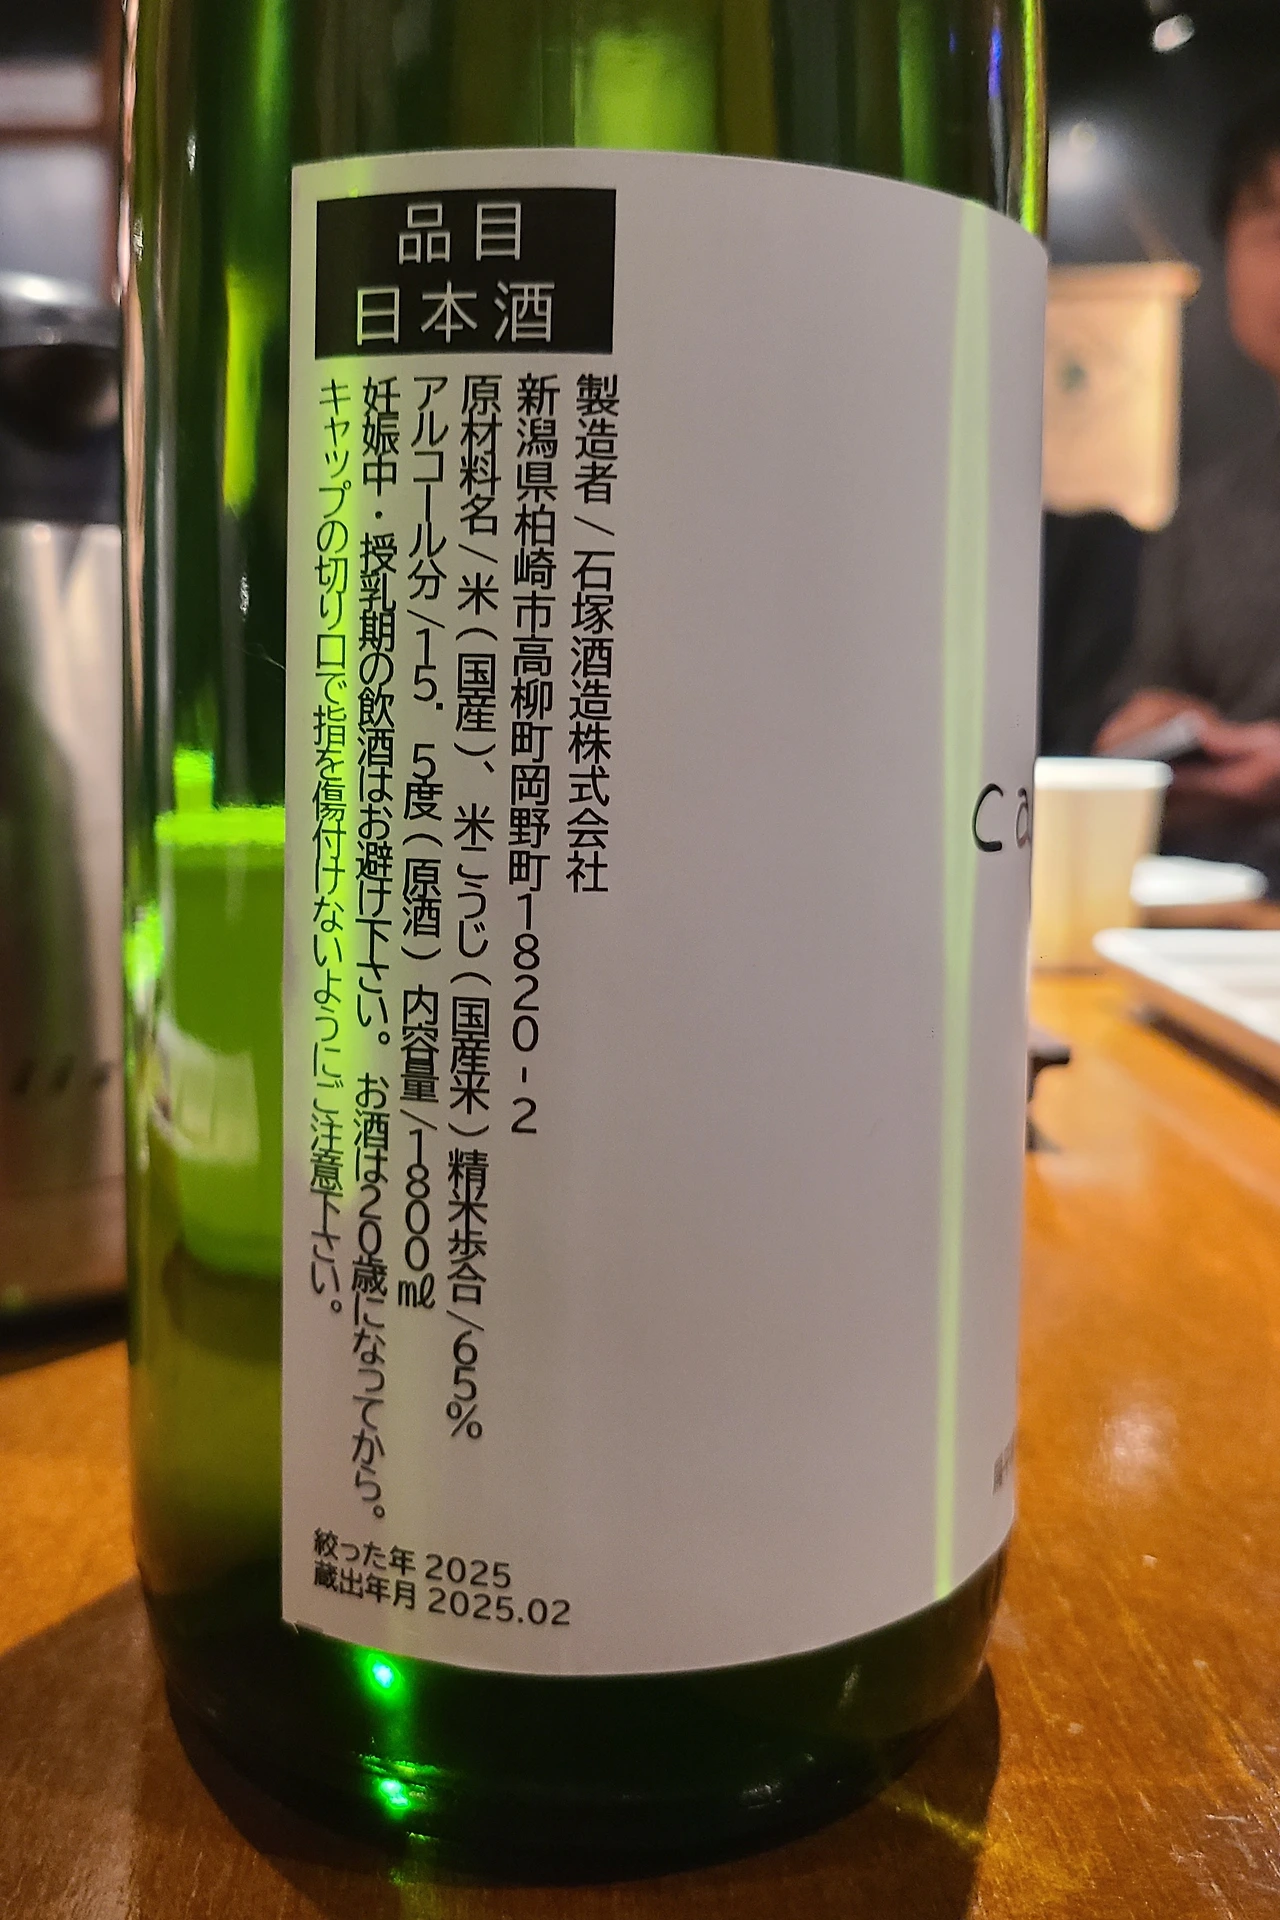 品目
日本酒
製造者/石塚酒造株式会社
新潟県柏崎市高柳町岡野町1820-2
原材料名/米(国産)、米こうじ(国産米)精米歩合/65%
アルコール分/15.5度(原酒)内容量/1800㎖
妊娠中・授乳期の飲酒はお避け下さい。お酒は20歳になってから。
キャップの切り口で指を傷付けないようにご注意下さい。
絞った年 2025
蔵出年月 2025.02
ca